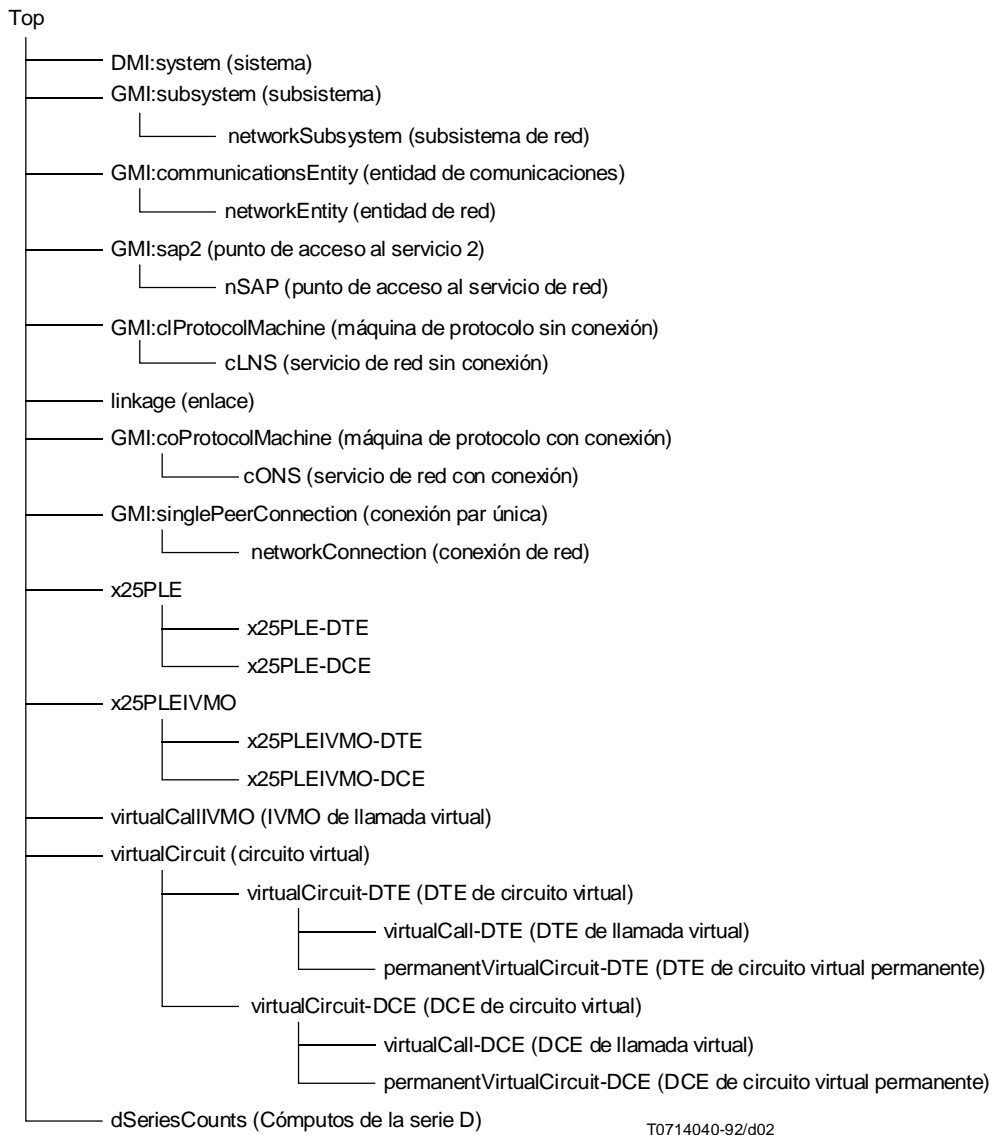 Top
DMI:system (sistema)
GMI:subsystem (subsistema)
networkSubsystem (subsistema de red)
GMI:communicationsEntity (entidad de comunicaciones)
networkEntity (entidad de red)
GMI:sap2 (punto de acceso al servicio 2)
nSAP (punto de acceso al servicio de red)
GMI:clProtocolMachine (máquina de protocolo sin conexión)
cLNS (servicio de red sin conexión)
linkage (enlace)
GMI:coProtocolMachine (máquina de protocolo con conexión)
cONS (servicio de red con conexión)
GMI:singlePeerConnection (conexión par única)
networkConnection (conexión de red)
x25PLE
x25PLE-DTE
x25PLE-DCE
x25PLEIVMO
x25PLEIVMO-DTE
x25PLEIVMO-DCE
virtualCallIVMO (IVMO de llamada virtual)
virtualCircuit (circuito virtual)
virtualCircuit-DTE (DTE de circuito virtual)
virtualCall-DTE (DTE de llamada virtual)
permanentVirtualCircuit-DTE (DTE de circuito virtual permanente)
virtualCircuit-DCE (DCE de circuito virtual)
virtualCall-DCE (DCE de llamada virtual)
permanentVirtualCircuit-DCE (DCE de circuito virtual permanente)
dSeriesCounts (Cómputos de la serie D)
T0714040-92/d02